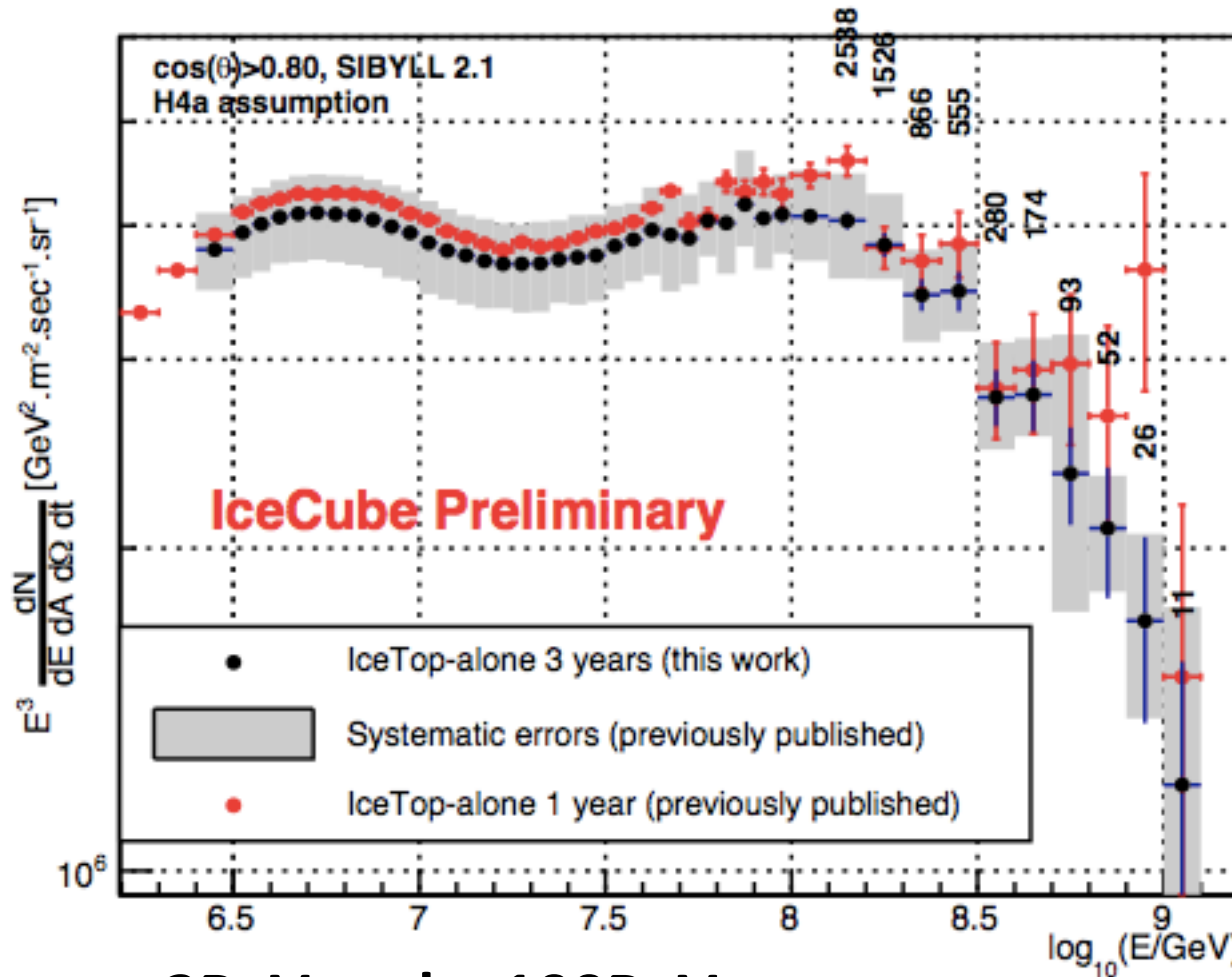 cos(θ)>0.80, SIBYLL 2.1
H4a assumption
2538
1526
866
555
280
174
93
52
26
11
E³ dN / dE dA dΩ dt [GeV².m⁻².sec⁻¹.sr⁻¹]
IceCube Preliminary
IceTop-alone 3 years (this work)
Systematic errors (previously published)
IceTop-alone 1 year (previously published)
10⁶
6.5 7 7.5 8 8.5 9
log₁₀(E/GeV)